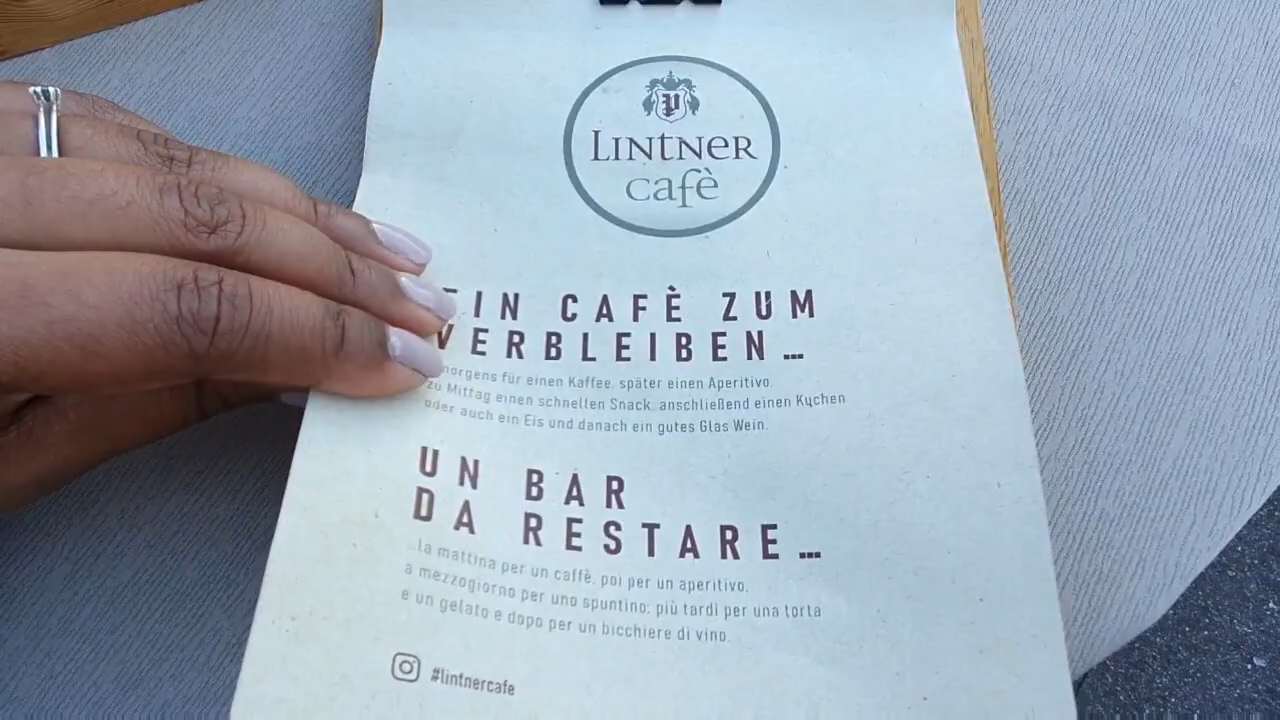 LINTNER
cafè
EIN CAFÈ ZUM
VERBLEIBEN...
morgens für einen Kaffee, später einen Aperitivo,
zu Mittag einen schnellen Snack, anschließend einen Kuchen
oder auch ein Eis und danach ein gutes Glas Wein.
UN BAR
DA RESTARE...
...la mattina per un caffè, poi per un aperitivo,
a mezzogiorno per uno spuntino; più tardi per una torta
e un gelato e dopo per un bicchiere di vino.
#lintnercafe